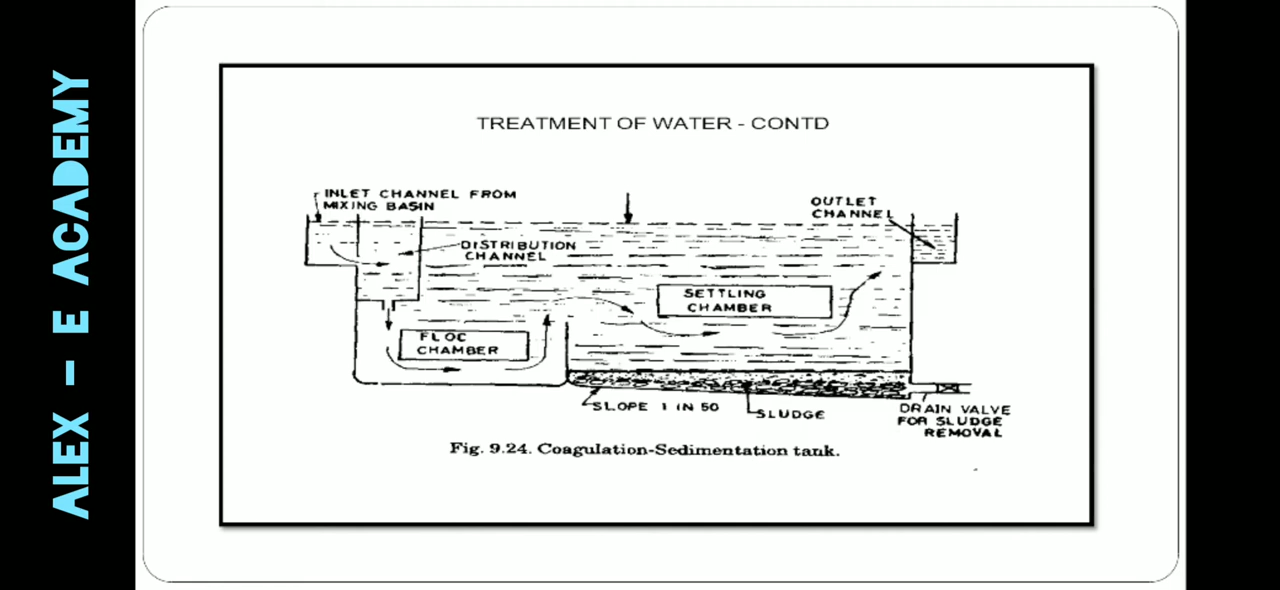 ALEX - E ACADEMY
TREATMENT OF WATER - CONTD
INLET CHANNEL FROM
MIXING BASIN
OUTLET
CHANNEL
DISTRIBUTION
CHANNEL
SETTLING
CHAMBER
FLOC
CHAMBER
SLOPE 1 IN 50
SLUDGE
DRAIN VALVE
FOR SLUDGE
REMOVAL
Fig. 9.24. Coagulation-Sedimentation tank.